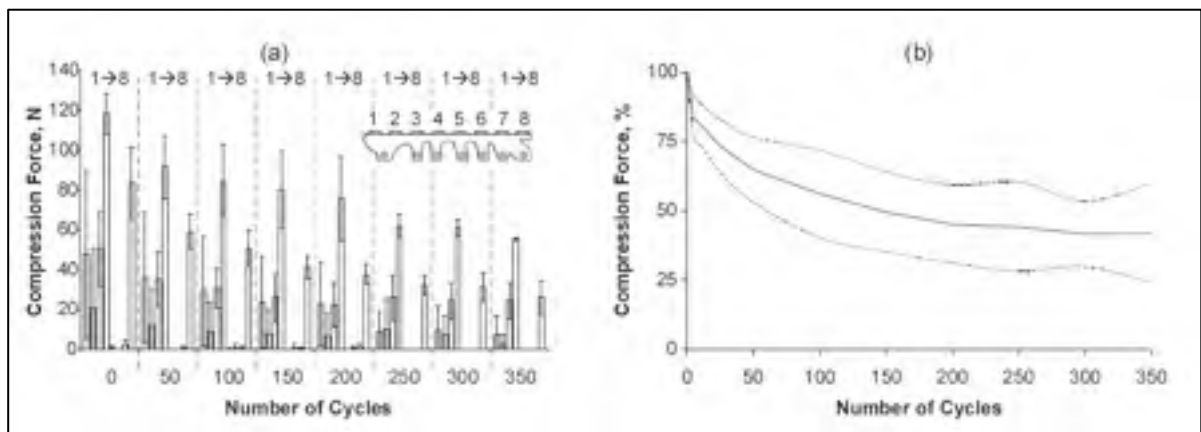 (a)
1→8 1→8 1→8 1→8 1→8 1→8 1→8 1→8
140
120
100
80
60
40
20
0
Compression Force, N
1 2 3 4 5 6 7 8
0 50 100 150 200 250 300 350
Number of Cycles
(b)
100
75
50
25
0
Compression Force, %
0 50 100 150 200 250 300 350
Number of Cycles